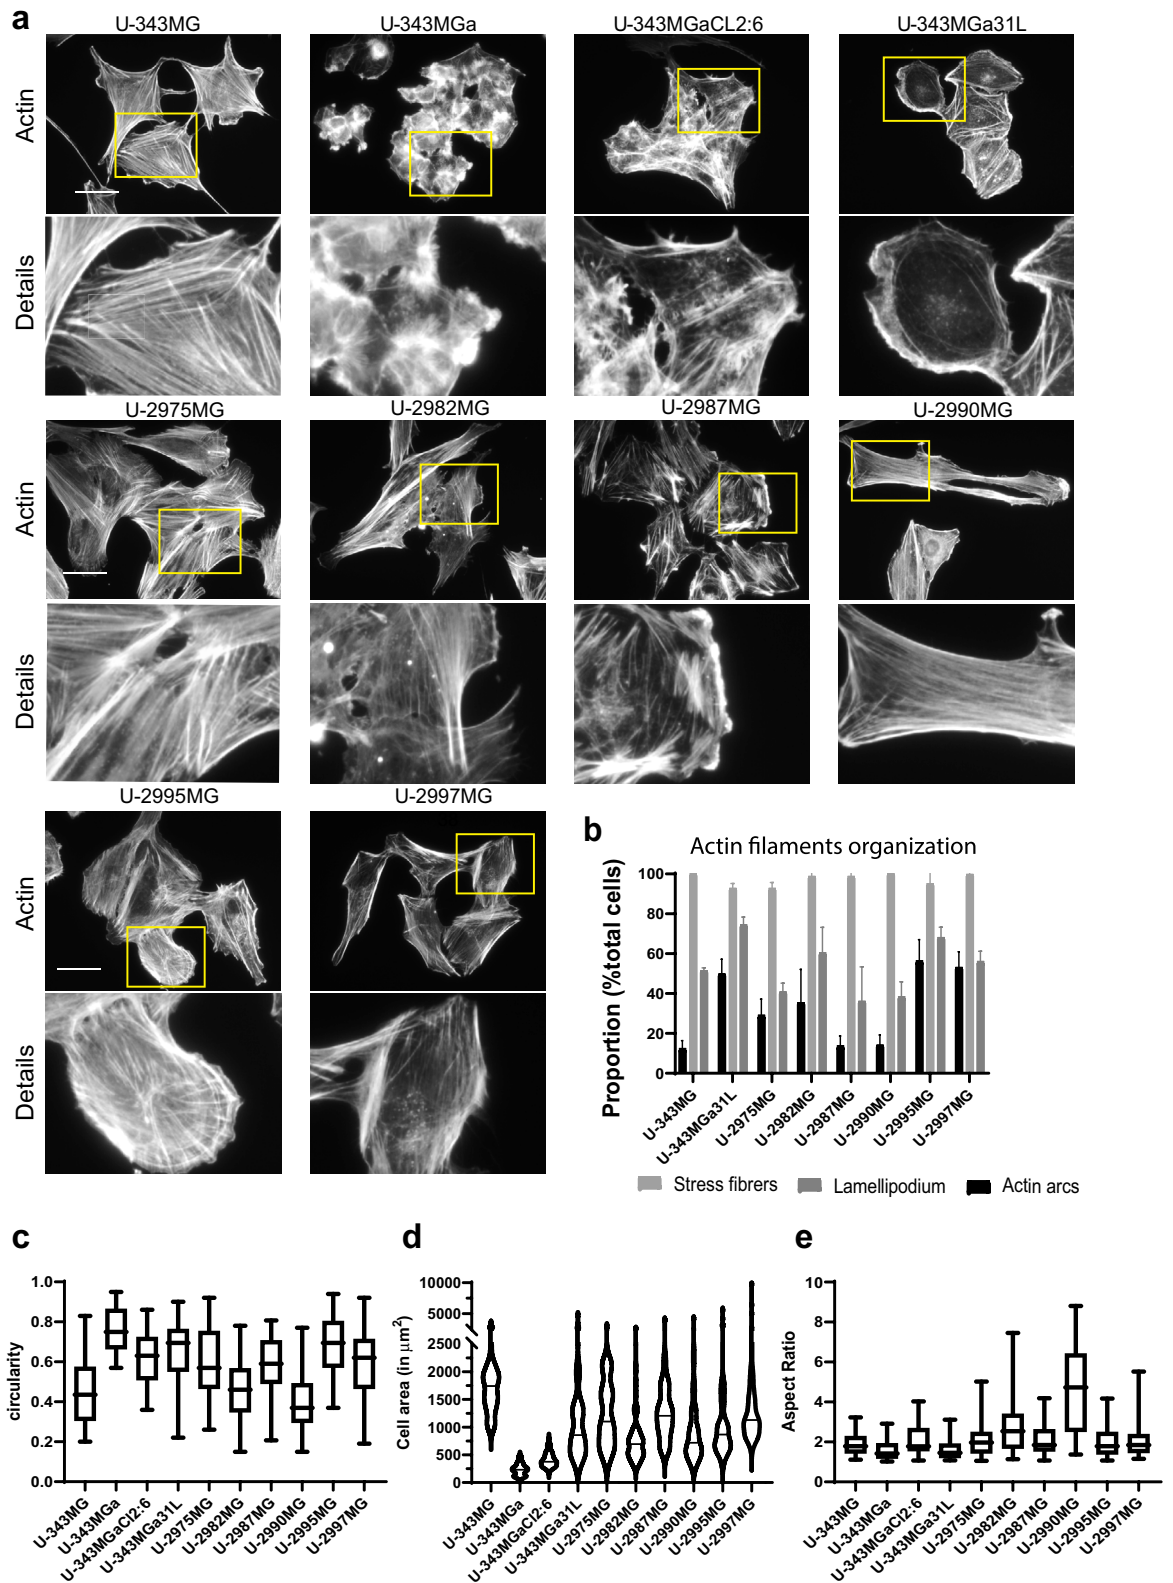 a
U-343MG U-343MGa U-343MGaCL2:6 U-343MGa31L
Actin
Details
U-2975MG U-2982MG U-2987MG U-2990MG
Actin
Details
U-2995MG U-2997MG
Actin
Details
b
Actin filaments organization
Proportion (%total cells)
100
80
60
40
20
0
U-343MG
U-343MGa31L
U-2975MG
U-2982MG
U-2987MG
U-2990MG
U-2995MG
U-2997MG
Stress fibrers Lamellipodium Actin arcs
c
circularity
1.0
0.8
0.6
0.4
0.2
0.0
U-343MG
U-343MGa
U-343MGaCl2:6
U-343MGa31L
U-2975MG
U-2982MG
U-2987MG
U-2990MG
U-2995MG
U-2997MG
d
Cell area (in µm2)
10000
5000
2500
2000
1500
1000
500
0
U-343MG
U-343MGa
U-343MGaCl2:6
U-343MGa31L
U-2975MG
U-2982MG
U-2987MG
U-2990MG
U-2995MG
U-2997MG
e
Aspect Ratio
10
8
6
4
2
0
U-343MG
U-343MGa
U-343MGaCl2:6
U-343MGa31L
U-2975MG
U-2982MG
U-2987MG
U-2990MG
U-2995MG
U-2997MG